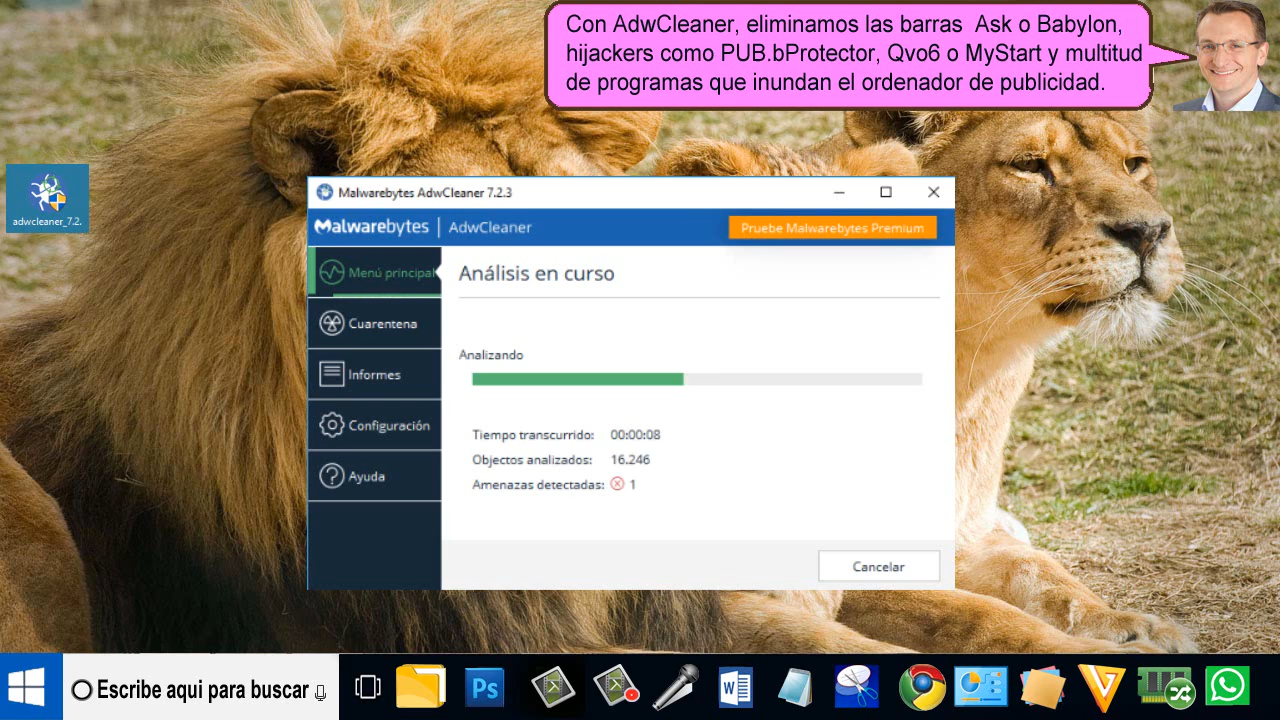 Con AdwCleaner, eliminamos las barras Ask o Babylon,
hijackers como PUB.bProtector, Qvo6 o MyStart y multitud
de programas que inundan el ordenador de publicidad.
adwcleaner_7.2.
Malwarebytes AdwCleaner 7.2.3
Malwarebytes | AdwCleaner
Pruebe Malwarebytes Premium
Menú principal
Análisis en curso
Cuarentena
Analizando
Informes
Configuración
Tiempo transcurrido: 00:00:08
Objectos analizados: 16.246
Ayuda
Amenazas detectadas: 1
Cancelar
Escribe aqui para buscar
Ps
W